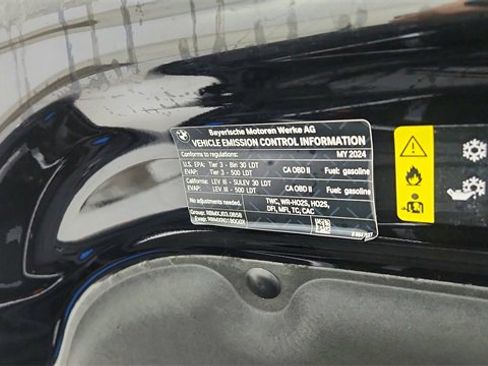 Bayerische Motoren Werke AG
VEHICLE EMISSION CONTROL INFORMATION
Conforms to regulations: MY 2024
U.S. EPA: Tier 3 - Bin 30 LDT CA OBD II Fuel: gasoline
EVAP: Tier 3 - 500 LDT
California: LEV III - SULEV 30 LDT CA OBD II Fuel: gasoline
EVAP: LEV III - 500 LDT
No adjustments needed. TWC, WR-HO2S, HO2S,
DFI, MFI, TC, CAC
Group:
Evap: